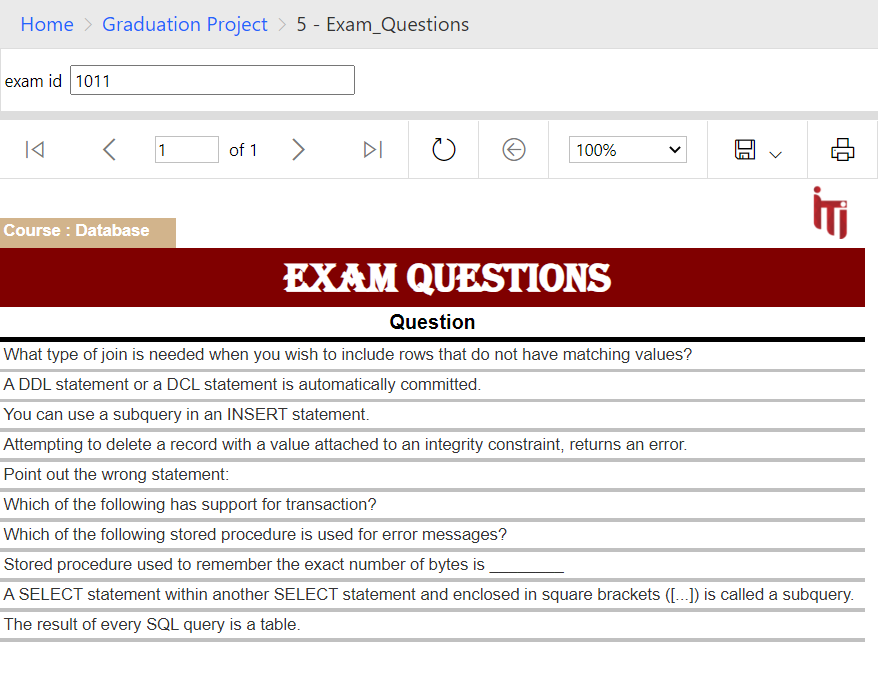 Home > Graduation Project > 5 - Exam_Questions
exam id 1011
1 of 1 100%
iTi
Course : Database
EXAM QUESTIONS
Question
What type of join is needed when you wish to include rows that do not have matching values?
A DDL statement or a DCL statement is automatically committed.
You can use a subquery in an INSERT statement.
Attempting to delete a record with a value attached to an integrity constraint, returns an error.
Point out the wrong statement:
Which of the following has support for transaction?
Which of the following stored procedure is used for error messages?
Stored procedure used to remember the exact number of bytes is ________
A SELECT statement within another SELECT statement and enclosed in square brackets ([...]) is called a subquery.
The result of every SQL query is a table.